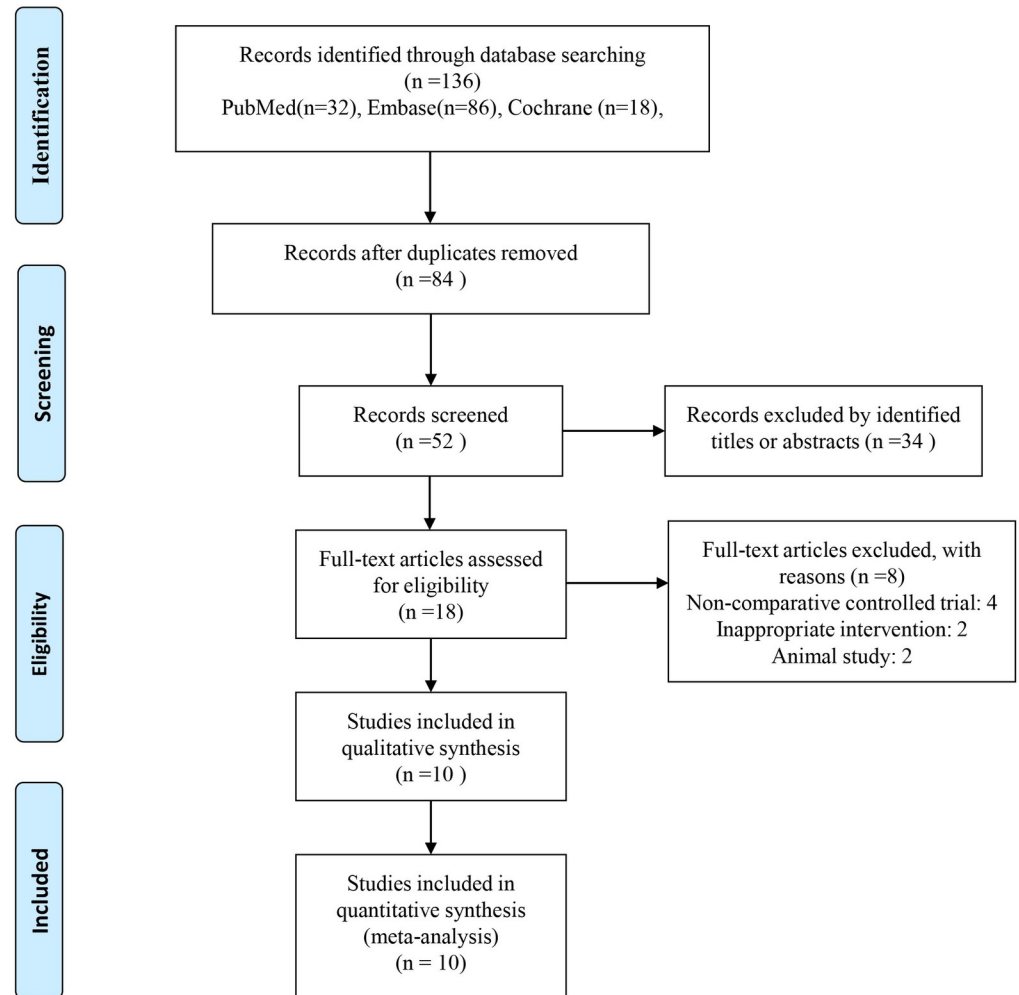 Identification
Records identified through database searching
(n =136)
PubMed(n=32), Embase(n=86), Cochrane (n=18),
Records after duplicates removed
(n =84 )
Screening
Records screened
(n =52 )
Records excluded by identified
titles or abstracts (n =34 )
Eligibility
Full-text articles assessed
for eligibility
(n =18)
Full-text articles excluded, with
reasons (n =8)
Non-comparative controlled trial: 4
Inappropriate intervention: 2
Animal study: 2
Studies included in
qualitative synthesis
(n =10 )
Included
Studies included in
quantitative synthesis
(meta-analysis)
(n = 10)